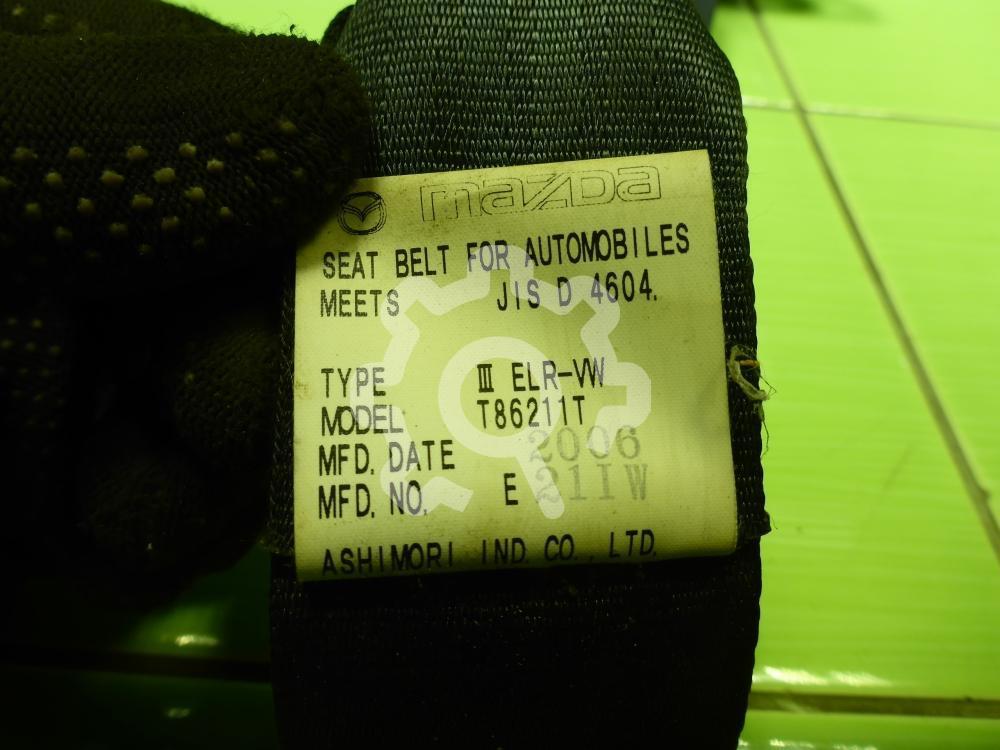 mazda
SEAT BELT FOR AUTOMOBILES
MEETS JIS D 4604.
TYPE III ELR-VW
MODEL T86211T
MFD. DATE 2006
MFD. NO. E 211W
ASHIMORI IND. CO., LTD.